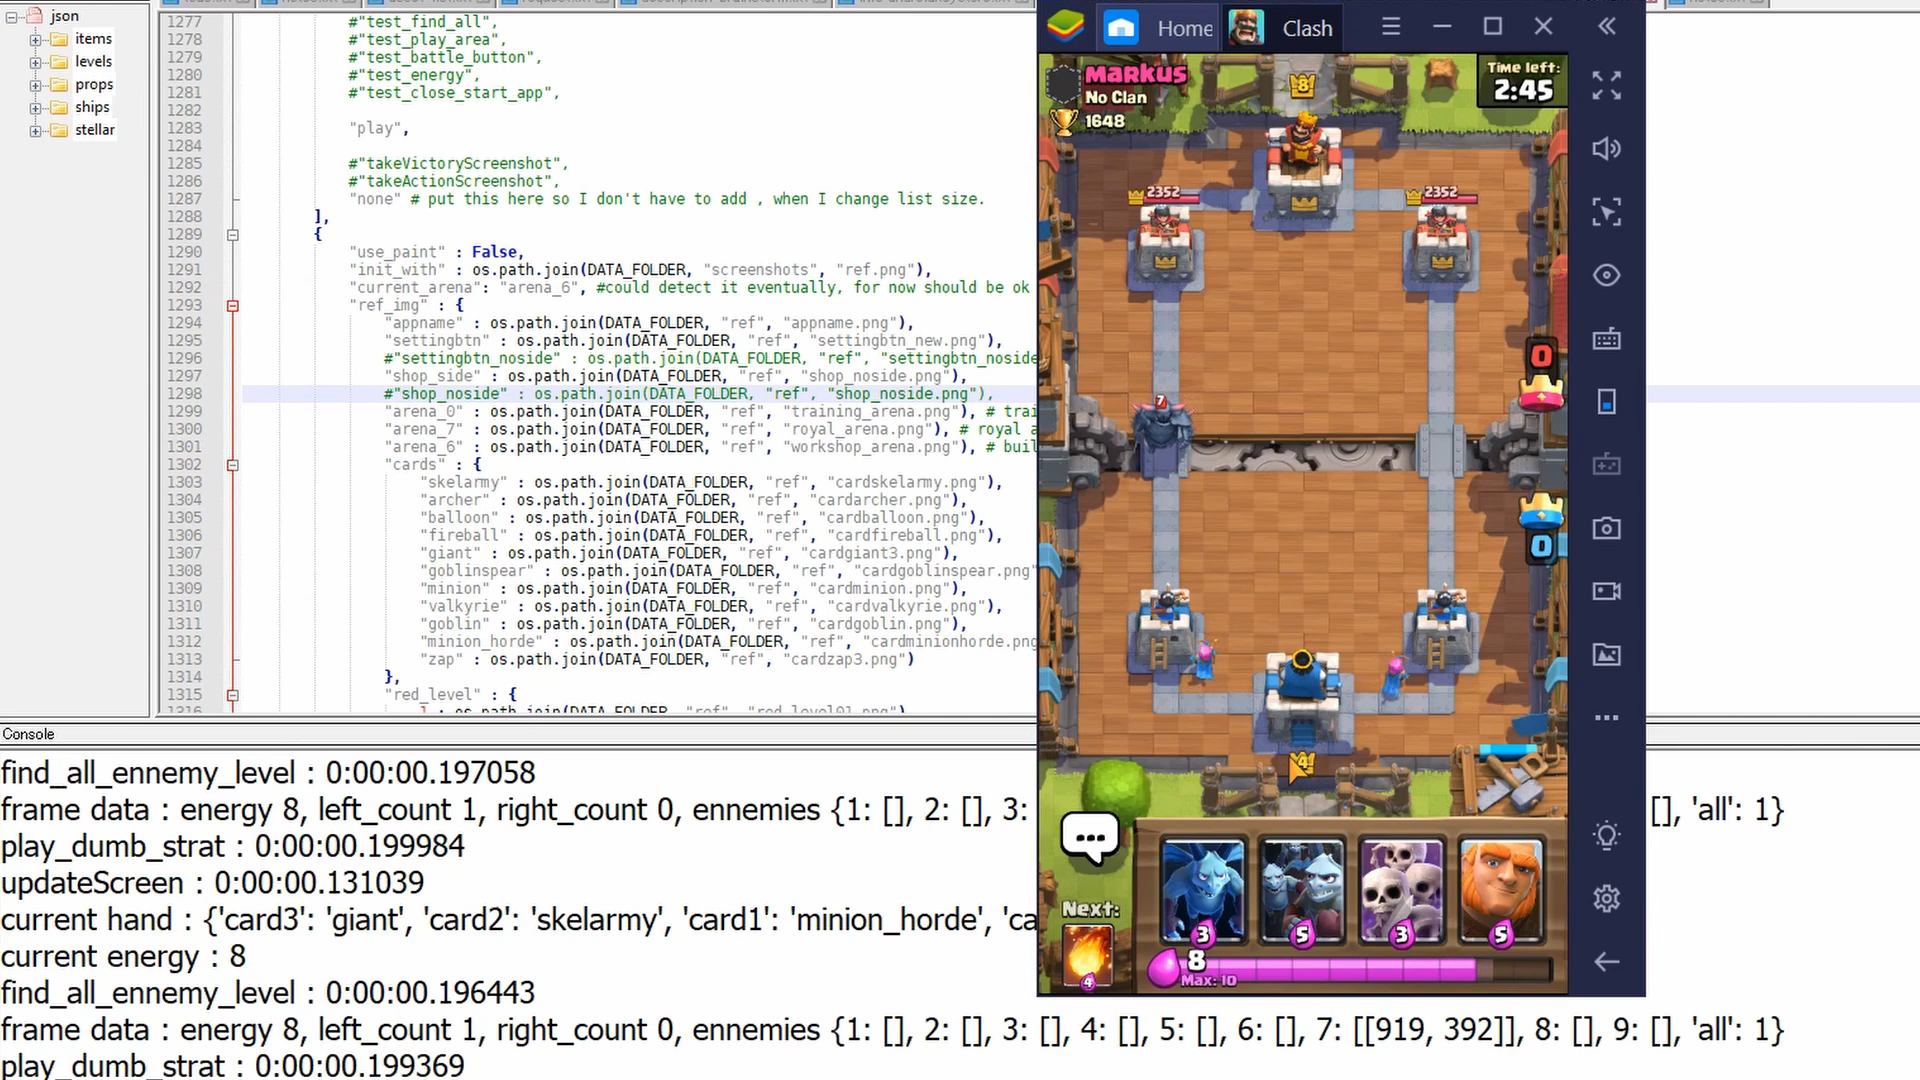 json
items
levels
props
ships
stellar
1277 #"test_find_all",
1278 #"test_play_area",
1279 #"test_battle_button",
1280 #"test_energy",
1281 #"test_close_start_app",
1282
1283 "play",
1284
1285 #"takeVictoryScreenshot",
1286 #"takeActionScreenshot",
1287 "none" # put this here so I don't have to add , when I change list size.
1288 ],
1289 {
1290 "use_paint" : False,
1291 "init_with" : os.path.join(DATA_FOLDER, "screenshots", "ref.png"),
1292 "current_arena": "arena_6", #could detect it eventually, for now should be ok
1293 "ref_img" : {
1294 "appname" : os.path.join(DATA_FOLDER, "ref", "appname.png"),
1295 "settingbtn" : os.path.join(DATA_FOLDER, "ref", "settingbtn_new.png"),
1296 #"settingbtn_noside" : os.path.join(DATA_FOLDER, "ref", "settingbtn_noside
1297 "shop_side" : os.path.join(DATA_FOLDER, "ref", "shop_noside.png"),
1298 #"shop_noside" : os.path.join(DATA_FOLDER, "ref", "shop_noside.png"),
1299 "arena_0" : os.path.join(DATA_FOLDER, "ref", "training_arena.png"), # trai
1300 "arena_7" : os.path.join(DATA_FOLDER, "ref", "royal_arena.png"), # royal a
1301 "arena_6" : os.path.join(DATA_FOLDER, "ref", "workshop_arena.png"), # buil
1302 "cards" : {
1303 "skelarmy" : os.path.join(DATA_FOLDER, "ref", "cardskelarmy.png"),
1304 "archer" : os.path.join(DATA_FOLDER, "ref", "cardarcher.png"),
1305 "balloon" : os.path.join(DATA_FOLDER, "ref", "cardballoon.png"),
1306 "fireball" : os.path.join(DATA_FOLDER, "ref", "cardfireball.png"),
1307 "giant" : os.path.join(DATA_FOLDER, "ref", "cardgiant3.png"),
1308 "goblinspear" : os.path.join(DATA_FOLDER, "ref", "cardgoblinspear.png"
1309 "minion" : os.path.join(DATA_FOLDER, "ref", "cardminion.png"),
1310 "valkyrie" : os.path.join(DATA_FOLDER, "ref", "cardvalkyrie.png"),
1311 "goblin" : os.path.join(DATA_FOLDER, "ref", "cardgoblin.png"),
1312 "minion_horde" : os.path.join(DATA_FOLDER, "ref", "cardminionhorde.png
1313 "zap" : os.path.join(DATA_FOLDER, "ref", "cardzap3.png")
1314 },
1315 "red_level" : {
Console
find_all_ennemy_level : 0:00:00.197058
frame data : energy 8, left_count 1, right_count 0, ennemies {1: [], 2: [], 3: [], 'all': 1}
play_dumb_strat : 0:00:00.199984
updateScreen : 0:00:00.131039
current hand : {'card3': 'giant', 'card2': 'skelarmy', 'card1': 'minion_horde', 'ca
current energy : 8
find_all_ennemy_level : 0:00:00.196443
frame data : energy 8, left_count 1, right_count 0, ennemies {1: [], 2: [], 3: [], 4: [], 5: [], 6: [], 7: [[919, 392]], 8: [], 9: [], 'all': 1}
play_dumb_strat : 0:00:00.199369
Home
Clash
Markus
No Clan
1648
Time left:
2:45
8
2352
2352
7
0
0
4
Next:
4
3
5
3
5
8
Max: 10